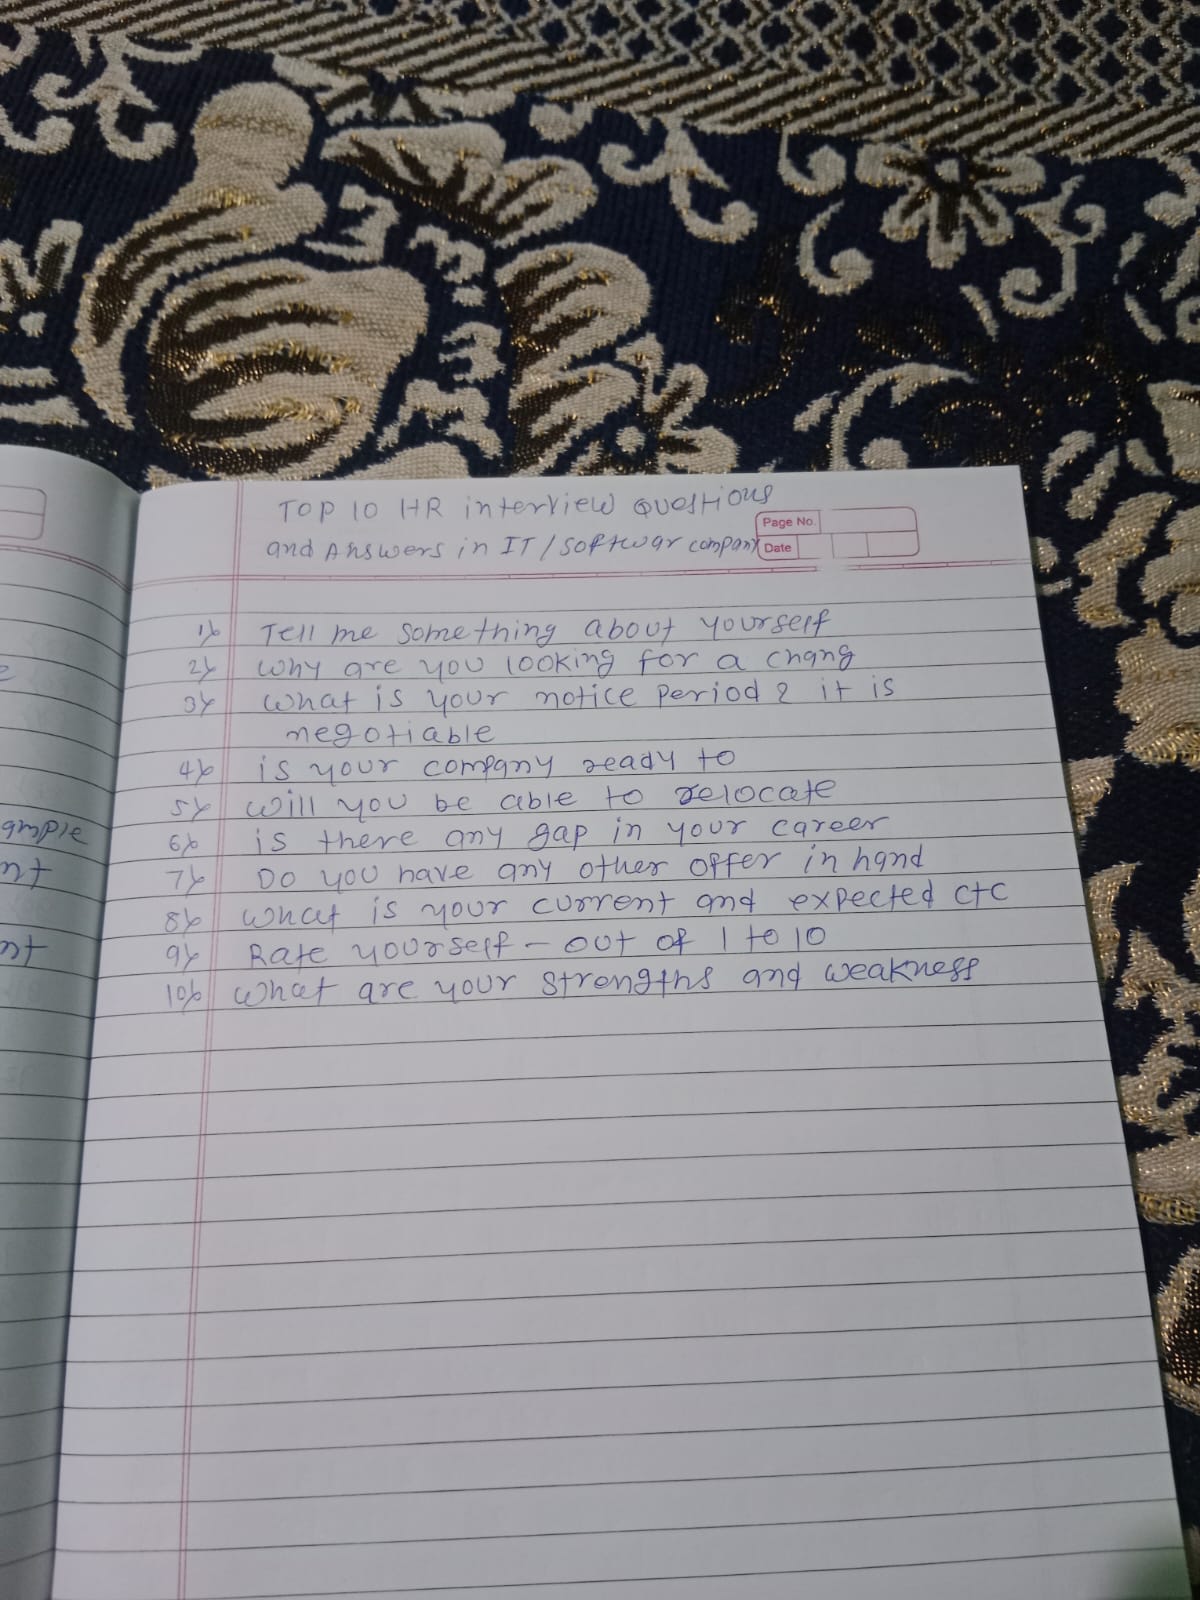 TOP 10 HR interview Questions
and Answers in IT / softwar company
Page No.
Date
1) Tell me something about yourself
2) why are you looking for a chang
3) what is your notice period ? it is
negotiable
4) is your company ready to
5) will you be able to relocate
6) is there any gap in your career
7) Do you have any other offer in hand
8) what is your current and expected ctc
9) Rate yourself - out of 1 to 10
10) what are your strengths and weakness
ample